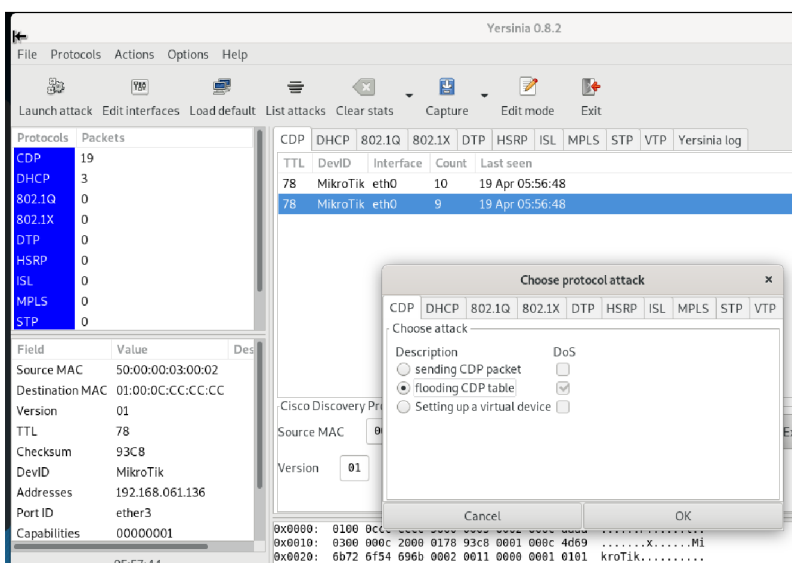 Yersinia 0.8.2
File Protocols Actions Options Help
Launch attack Edit interfaces Load default List attacks Clear stats Capture Edit mode Exit
Protocols Packets
CDP 19
DHCP 3
802.1Q 0
802.1X 0
DTP 0
HSRP 0
ISL 0
MPLS 0
STP 0
CDP DHCP 802.1Q 802.1X DTP HSRP ISL MPLS STP VTP Yersinia log
TTL DevID Interface Count Last seen
78 MikroTik eth0 10 19 Apr 05:56:48
78 MikroTik eth0 9 19 Apr 05:56:48
Choose protocol attack
CDP DHCP 802.1Q 802.1X DTP HSRP ISL MPLS STP VTP
Choose attack
Description DoS
sending CDP packet
flooding CDP table
Setting up a virtual device
Cancel OK
Field Value Des
Source MAC 50:00:00:03:00:02
Destination MAC 01:00:0C:CC:CC:CC
Version 01
TTL 78
Checksum 93C8
DevID MikroTik
Addresses 192.168.061.136
Port ID ether3
Capabilities 00000001
Cisco Discovery Pr
Source MAC
Version 01
0x0000: 0100
0x0010: 0300 000c 2000 0178 93c8 0001 000c 4d69 ......x.....Mi
0x0020: 6b72 6f54 696b 0002 0011 0000 0001 0101 kroTik..........